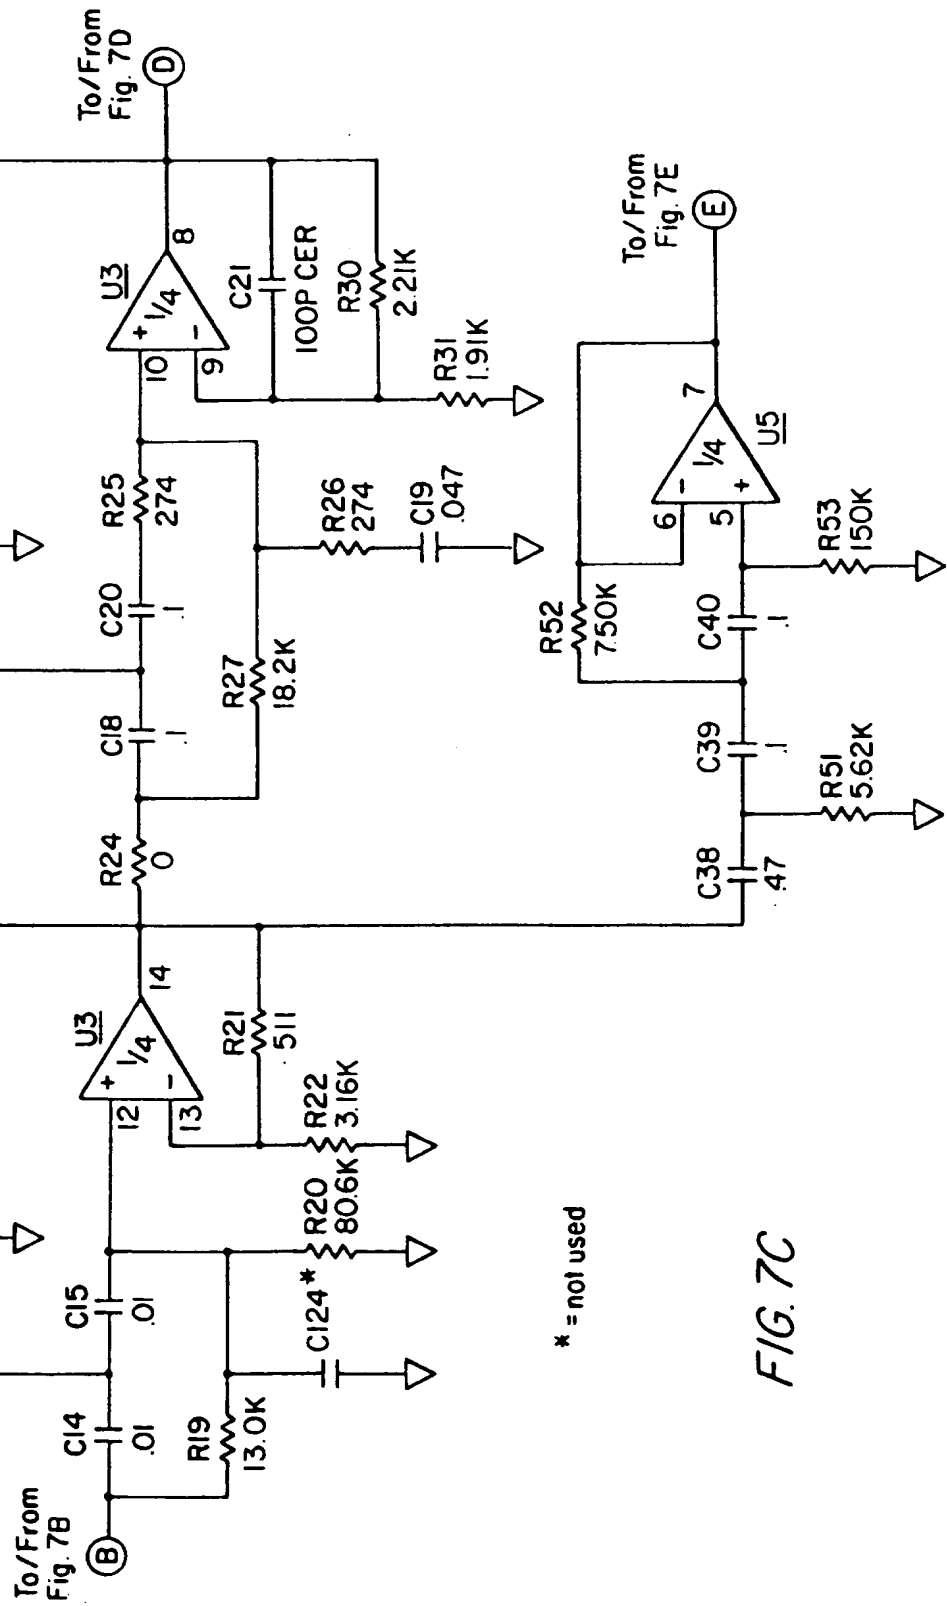 To/From
Fig. 7B
B
C14
.01
C15
.01
R19
13.0K
C124*
R20
80.6K
12
13
+
-
1/4
U3
14
R21
511
R22
3.16K
R24
0
C18
.1
C20
.1
R25
274
R27
18.2K
R26
274
C19
.047
10
9
+
-
1/4
U3
8
C21
100P CER
R30
2.21K
R31
1.91K
To/From
Fig. 7D
D
C38
.47
R51
5.62K
C39
.1
C40
.1
R52
7.50K
R53
150K
6
5
-
+
1/4
U5
7
To/From
Fig. 7E
E
* = not used
FIG. 7C